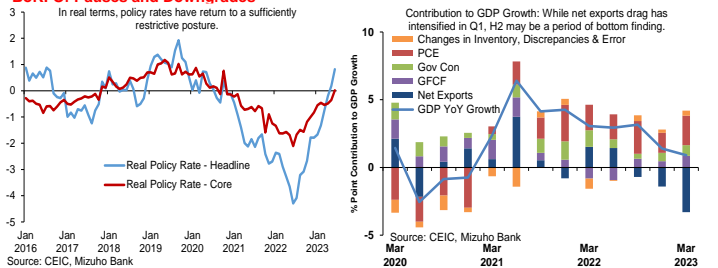 BoK: Of Pauses and Downgrades
In real terms, policy rates have return to a sufficiently
restrictive posture.
3
2
1
0
-1
-2
-3
-4
-5
Real Policy Rate - Headline
Real Policy Rate - Core
Jan
2016
Jan
2017
Jan
2018
Jan
2019
Jan
2020
Jan
2021
Jan
2022
Jan
2023
Source: CEIC, Mizuho Bank
Contribution to GDP Growth: While net exports drag has
intensified in Q1, H2 may be a period of bottom finding.
% Point Contribution to Growth
10
5
0
-5
Changes in Inventory, Discrepancies & Error
PCE
Gov Con
GFCF
Net Exports
GDP YoY Growth
Source: CEIC, Mizuho Bank
Mar
2020
Mar
2021
Mar
2022
Mar
2023